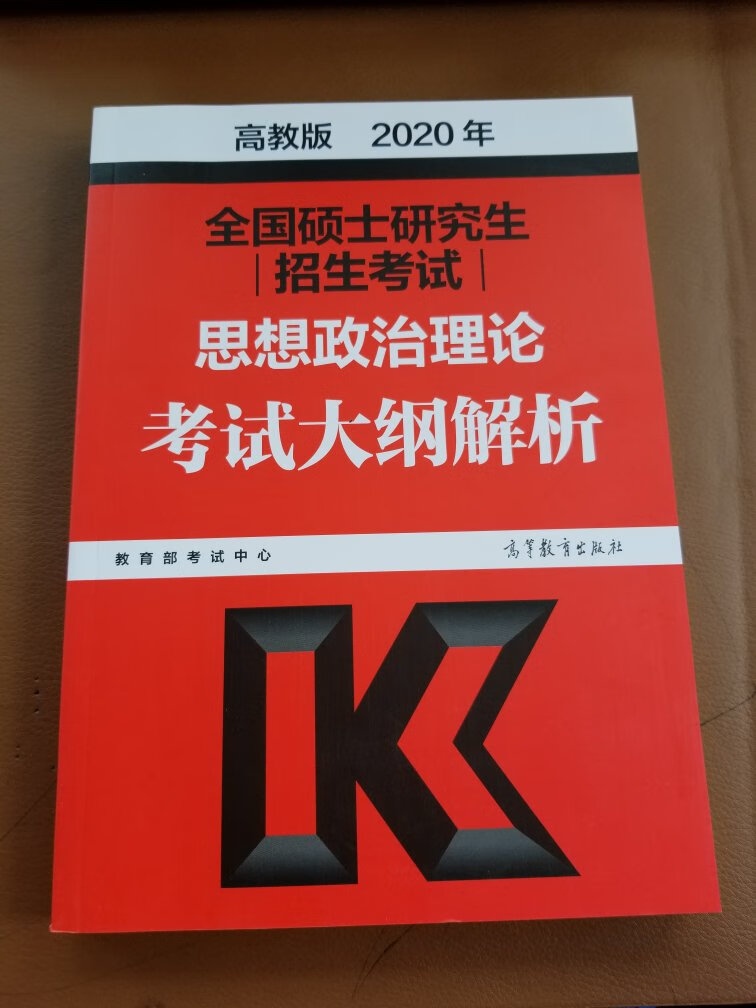 高教版 2020年
全国硕士研究生
招生考试
思想政治理论
考试大纲解析
教育部考试中心 高等教育出版社
K